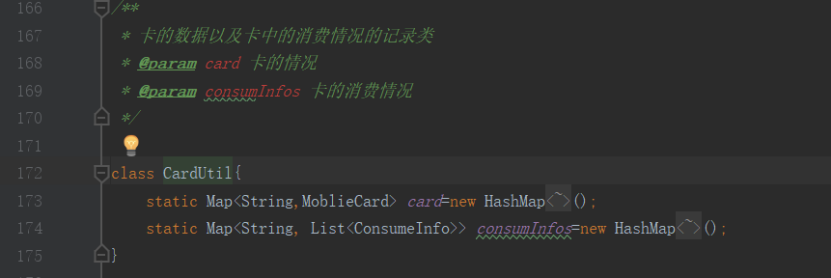 166 /**
167 * 卡的数据以及卡中的消费情况的记录类
168 * @param card 卡的情况
169 * @param consumInfos 卡的消费情况
170 */
171
172 class CardUtil{
173 static Map<String,MoblieCard> card=new HashMap<~>();
174 static Map<String, List<ConsumeInfo>> consumInfos=new HashMap<~>();
175 }